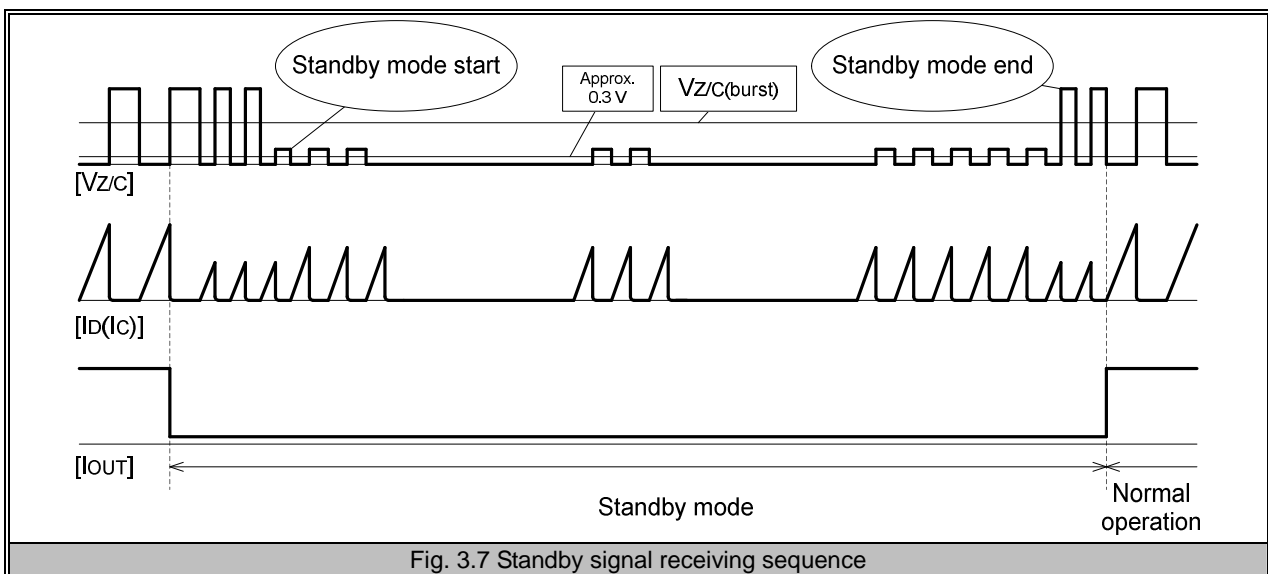 Standby mode start
Approx.
0.3 V
VZ/C(burst)
Standby mode end
[VZ/C]
[ID(IC)]
[IOUT]
Standby mode
Normal
operation
Fig. 3.7 Standby signal receiving sequence